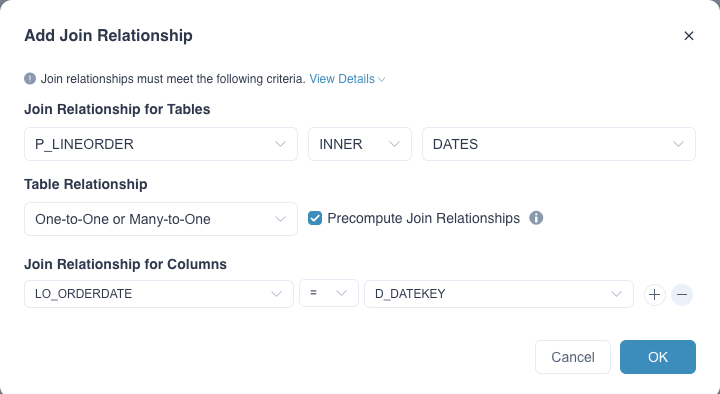 Add Join Relationship
Join relationships must meet the following criteria. View Details
Join Relationship for Tables
P_LINEORDER INNER DATES
Table Relationship
One-to-One or Many-to-One Precompute Join Relationships
Join Relationship for Columns
LO_ORDERDATE = D_DATEKEY
Cancel OK